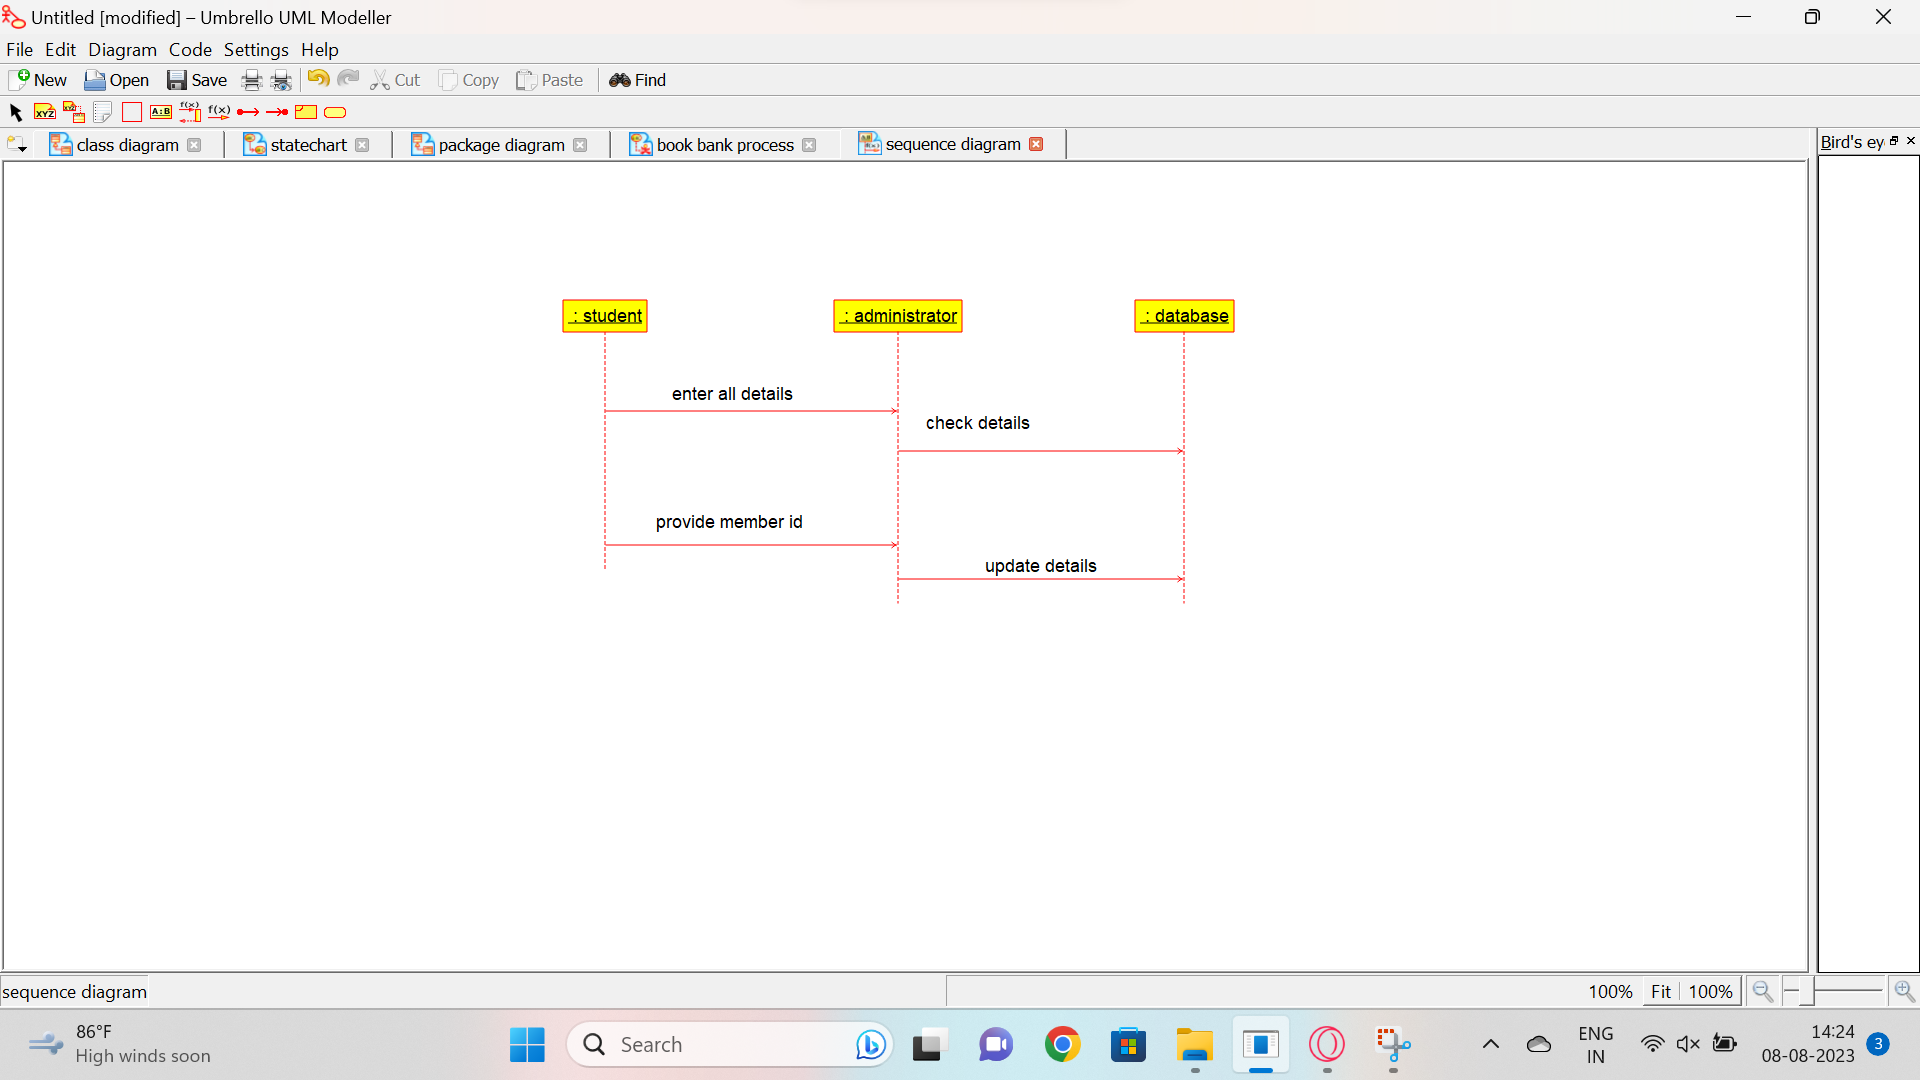 Untitled [modified] – Umbrello UML Modeller
File Edit Diagram Code Settings Help
New Open Save Cut Copy Paste Find
XYZ XYZ A:B f(x) f(x)
class diagram statechart package diagram book bank process sequence diagram
Bird's ey
: student : administrator : database
enter all details
check details
provide member id
update details
sequence diagram 100% Fit 100%
86°F
High winds soon
Search
ENG
IN
14:24
08-08-2023
3